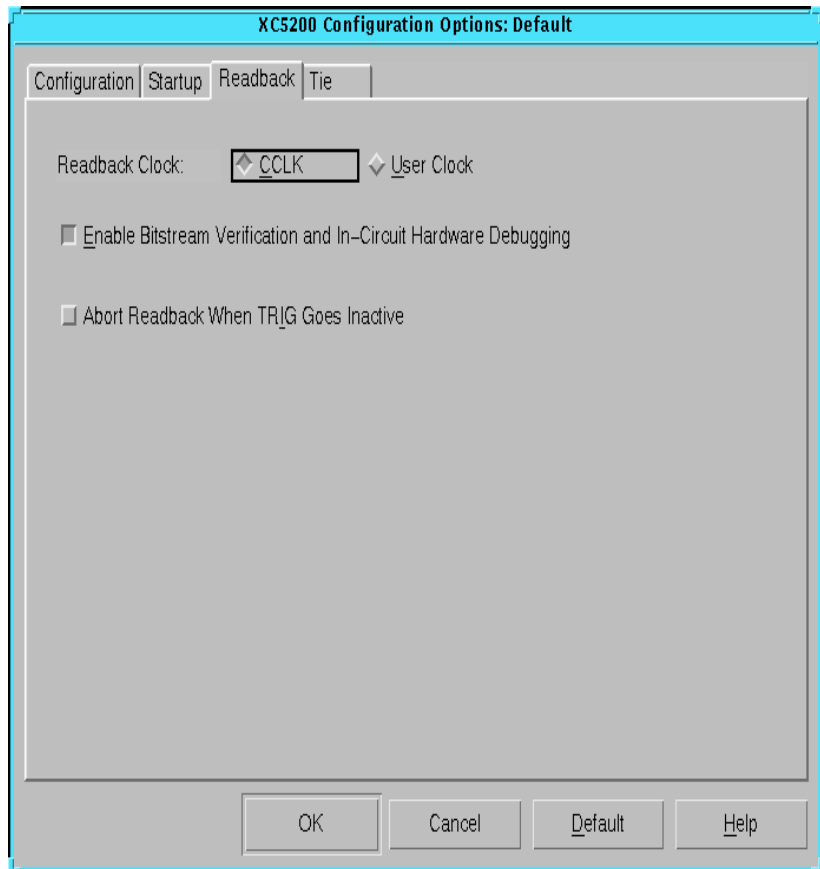 XC5200 Configuration Options: Default
Configuration Startup Readback Tie
Readback Clock: CCLK User Clock
Enable Bitstream Verification and In-Circuit Hardware Debugging
Abort Readback When TRIG Goes Inactive
OK Cancel Default Help